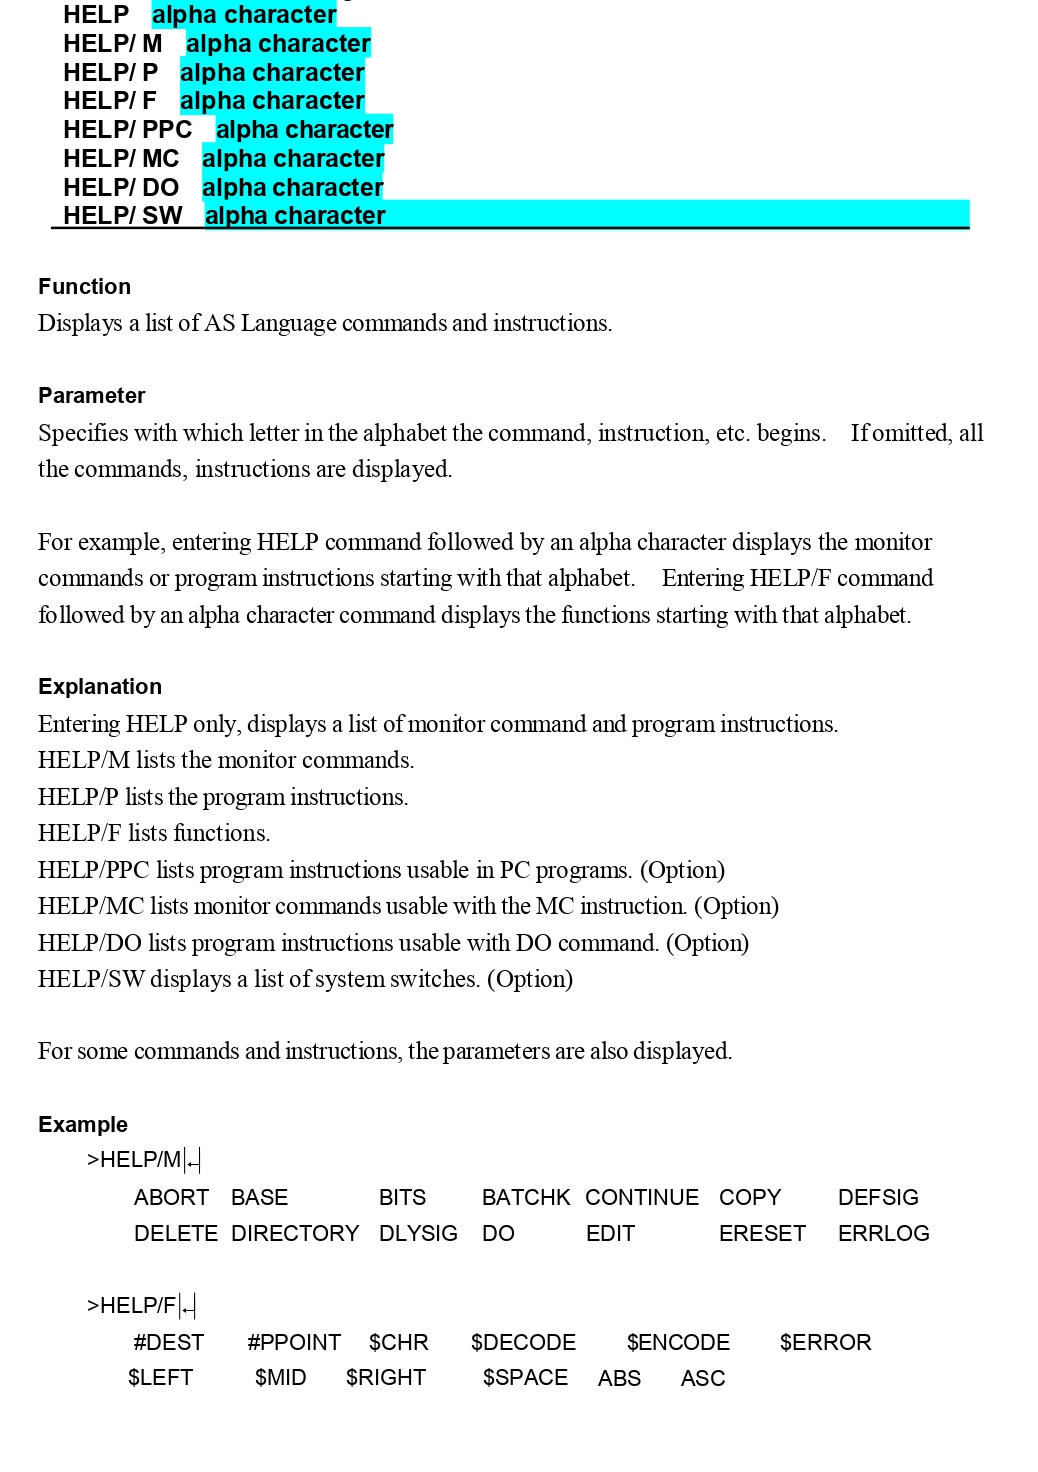 HELP alpha character
HELP/ M alpha character
HELP/ P alpha character
HELP/ F alpha character
HELP/ PPC alpha character
HELP/ MC alpha character
HELP/ DO alpha character
HELP/ SW alpha character
Function
Displays a list of AS Language commands and instructions.
Parameter
Specifies with which letter in the alphabet the command, instruction, etc. begins. If omitted, all
the commands, instructions are displayed.
For example, entering HELP command followed by an alpha character displays the monitor
commands or program instructions starting with that alphabet. Entering HELP/F command
followed by an alpha character command displays the functions starting with that alphabet.
Explanation
Entering HELP only, displays a list of monitor command and program instructions.
HELP/M lists the monitor commands.
HELP/P lists the program instructions.
HELP/F lists functions.
HELP/PPC lists program instructions usable in PC programs. (Option)
HELP/MC lists monitor commands usable with the MC instruction. (Option)
HELP/DO lists program instructions usable with DO command. (Option)
HELP/SW displays a list of system switches. (Option)
For some commands and instructions, the parameters are also displayed.
Example
>HELP/M↵
ABORT BASE BITS BATCHK CONTINUE COPY DEFSIG
DELETE DIRECTORY DLYSIG DO EDIT ERESET ERRLOG
>HELP/F↵
#DEST #PPOINT $CHR $DECODE $ENCODE $ERROR
$LEFT $MID $RIGHT $SPACE ABS ASC